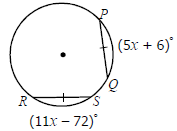 P
(5x + 6)°
Q
R
S
(11x – 72)°